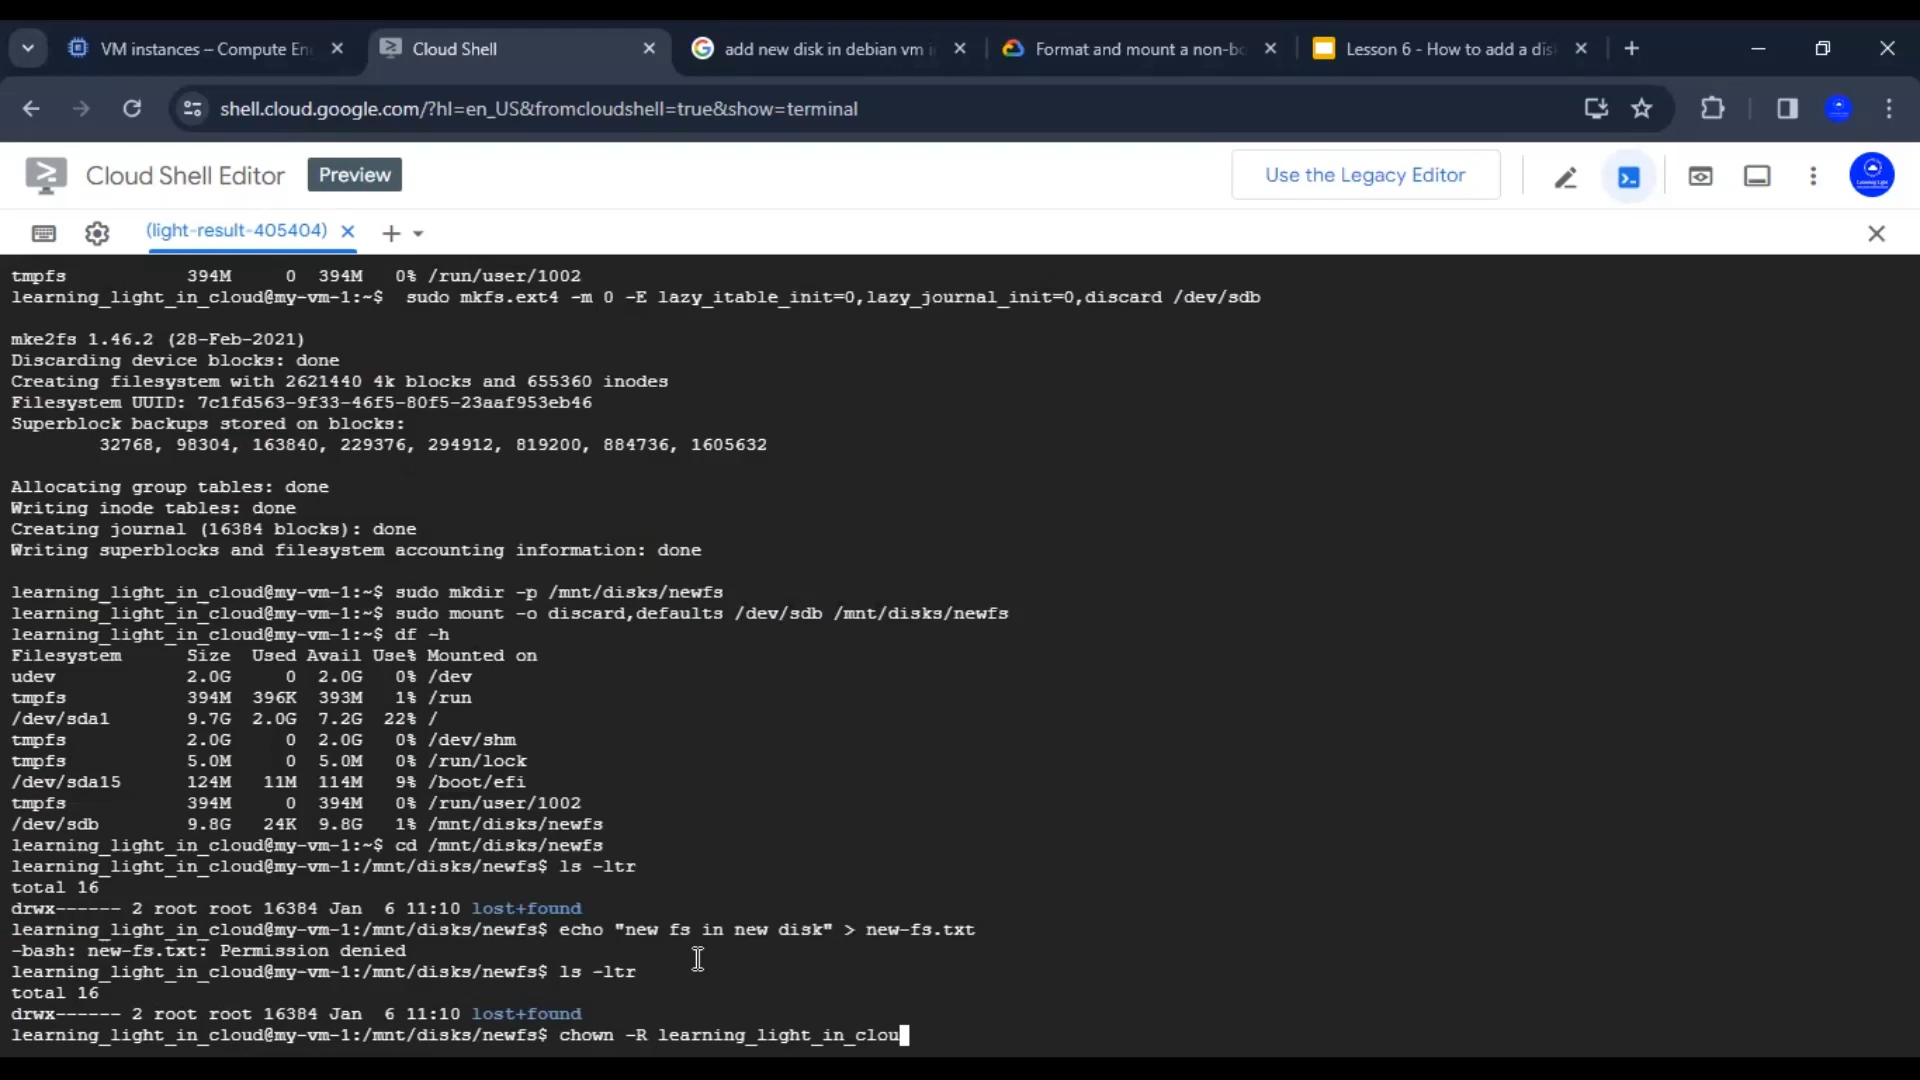 VM instances – Compute En
Cloud Shell
add new disk in debian vm i
Format and mount a non-bo
Lesson 6 - How to add a dis
shell.cloud.google.com/?hl=en_US&fromcloudshell=true&show=terminal
Cloud Shell Editor
Preview
Use the Legacy Editor
(light-result-405404)
tmpfs 394M 0 394M 0% /run/user/1002
learning_light_in_cloud@my-vm-1:~$ sudo mkfs.ext4 -m 0 -E lazy_itable_init=0,lazy_journal_init=0,discard /dev/sdb
mke2fs 1.46.2 (28-Feb-2021)
Discarding device blocks: done
Creating filesystem with 2621440 4k blocks and 655360 inodes
Filesystem UUID: 7c1fd563-9f33-46f5-80f5-23aaf953eb46
Superblock backups stored on blocks:
32768, 98304, 163840, 229376, 294912, 819200, 884736, 1605632
Allocating group tables: done
Writing inode tables: done
Creating journal (16384 blocks): done
Writing superblocks and filesystem accounting information: done
learning_light_in_cloud@my-vm-1:~$ sudo mkdir -p /mnt/disks/newfs
learning_light_in_cloud@my-vm-1:~$ sudo mount -o discard,defaults /dev/sdb /mnt/disks/newfs
learning_light_in_cloud@my-vm-1:~$ df -h
Filesystem Size Used Avail Use% Mounted on
udev 2.0G 0 2.0G 0% /dev
tmpfs 394M 396K 393M 1% /run
/dev/sda1 9.7G 2.0G 7.2G 22% /
tmpfs 2.0G 0 2.0G 0% /dev/shm
tmpfs 5.0M 0 5.0M 0% /run/lock
/dev/sda15 124M 11M 114M 9% /boot/efi
tmpfs 394M 0 394M 0% /run/user/1002
/dev/sdb 9.8G 24K 9.8G 1% /mnt/disks/newfs
learning_light_in_cloud@my-vm-1:~$ cd /mnt/disks/newfs
learning_light_in_cloud@my-vm-1:/mnt/disks/newfs$ ls -ltr
total 16
drwx------ 2 root root 16384 Jan 6 11:10 lost+found
learning_light_in_cloud@my-vm-1:/mnt/disks/newfs$ echo "new fs in new disk" > new-fs.txt
-bash: new-fs.txt: Permission denied
learning_light_in_cloud@my-vm-1:/mnt/disks/newfs$ ls -ltr
total 16
drwx------ 2 root root 16384 Jan 6 11:10 lost+found
learning_light_in_cloud@my-vm-1:/mnt/disks/newfs$ chown -R learning_light_in_clou